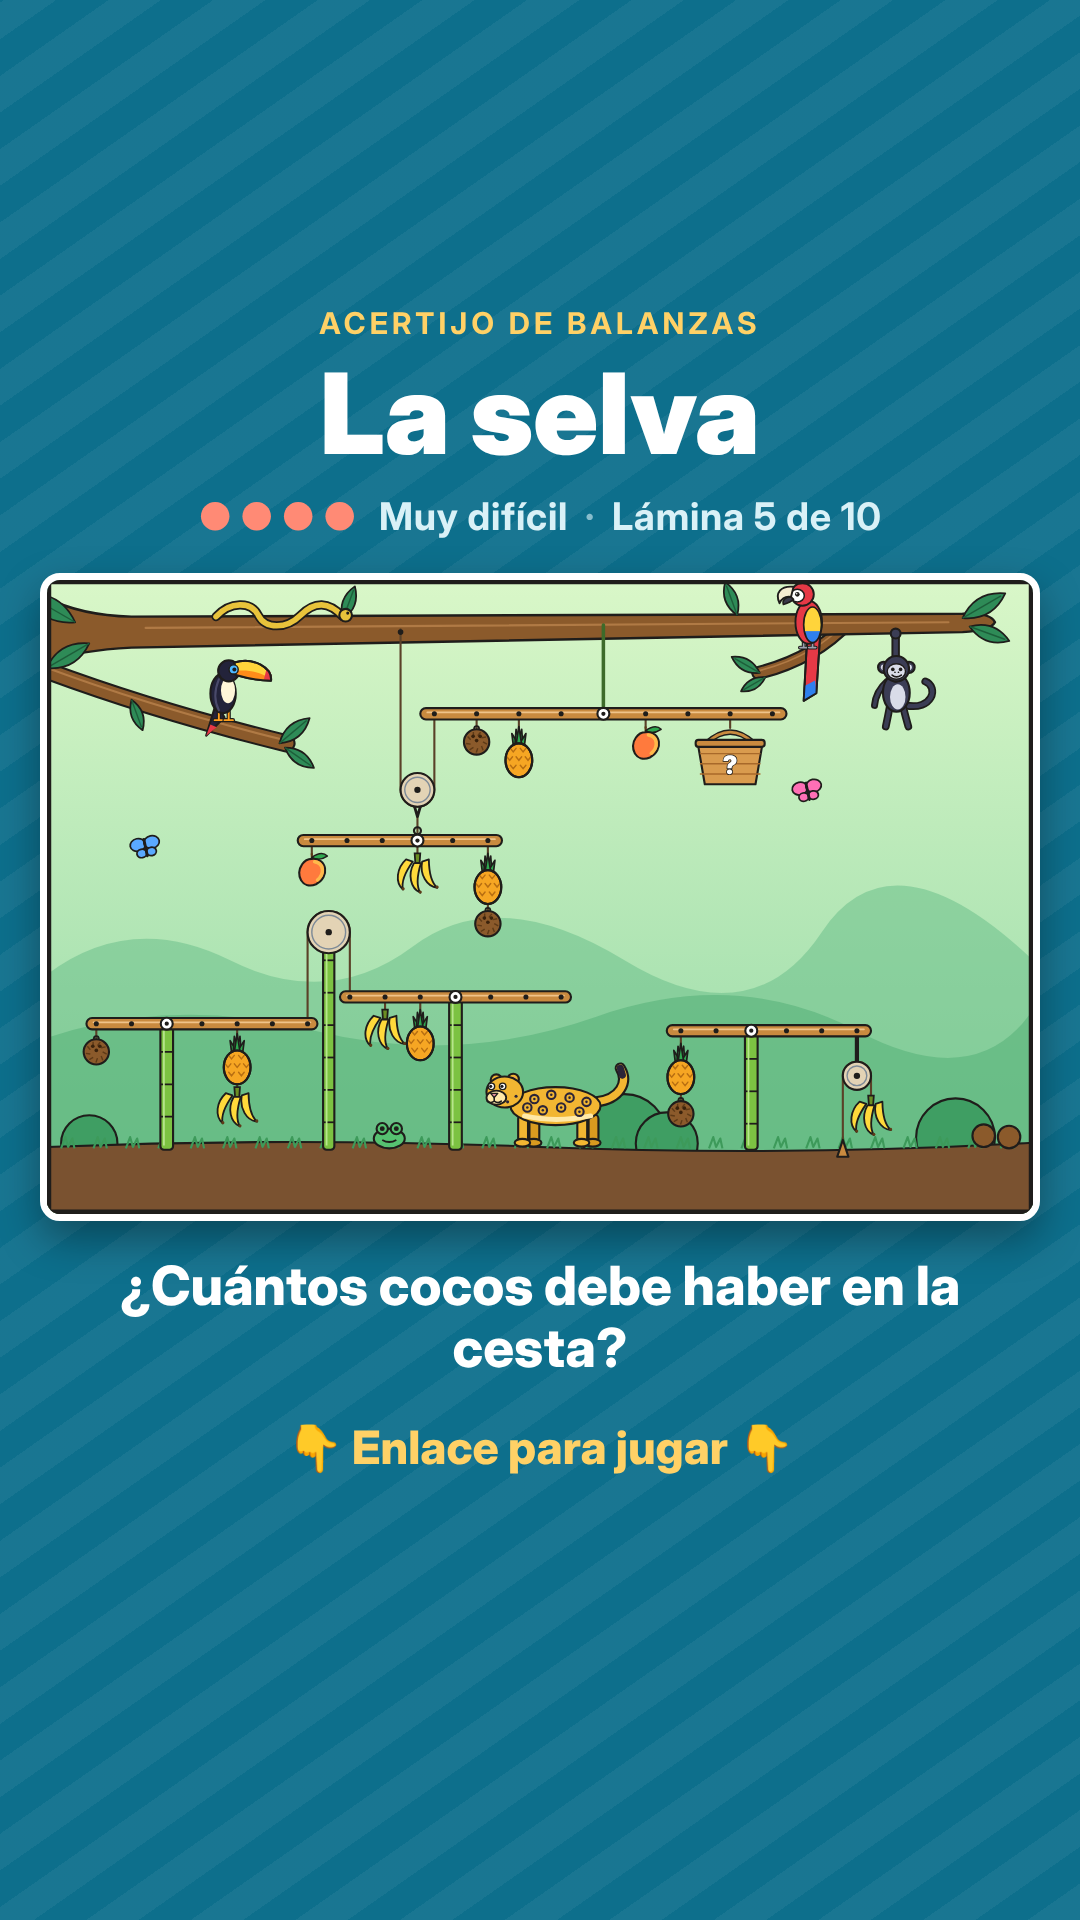 ACERTIJO DE BALANZAS
La selva
Muy difícil · Lámina 5 de 10
?
¿Cuántos cocos debe haber en la
cesta?
👇 Enlace para jugar 👇